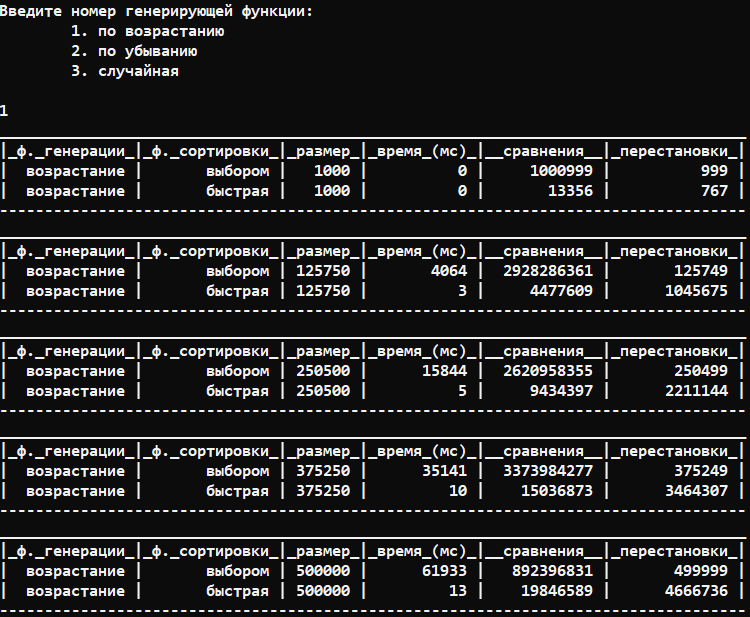 Введите номер генерирующей функции:
1. по возрастанию
2. по убыванию
3. случайная
1
|_ф._генерации_|_ф._сортировки_|_размер_|_время_(мс)_|__сравнения__|_перестановки_|
| возрастание | выбором | 1000 | 0 | 1000999 | 999 |
| возрастание | быстрая | 1000 | 0 | 13356 | 767 |
|_ф._генерации_|_ф._сортировки_|_размер_|_время_(мс)_|__сравнения__|_перестановки_|
| возрастание | выбором | 125750 | 4064 | 2928286361 | 125749 |
| возрастание | быстрая | 125750 | 3 | 4477609 | 1045675 |
|_ф._генерации_|_ф._сортировки_|_размер_|_время_(мс)_|__сравнения__|_перестановки_|
| возрастание | выбором | 250500 | 15844 | 2620958355 | 250499 |
| возрастание | быстрая | 250500 | 5 | 9434397 | 2211144 |
|_ф._генерации_|_ф._сортировки_|_размер_|_время_(мс)_|__сравнения__|_перестановки_|
| возрастание | выбором | 375250 | 35141 | 3373984277 | 375249 |
| возрастание | быстрая | 375250 | 10 | 15036873 | 3464307 |
|_ф._генерации_|_ф._сортировки_|_размер_|_время_(мс)_|__сравнения__|_перестановки_|
| возрастание | выбором | 500000 | 61933 | 892396831 | 499999 |
| возрастание | быстрая | 500000 | 13 | 19846589 | 4666736 |